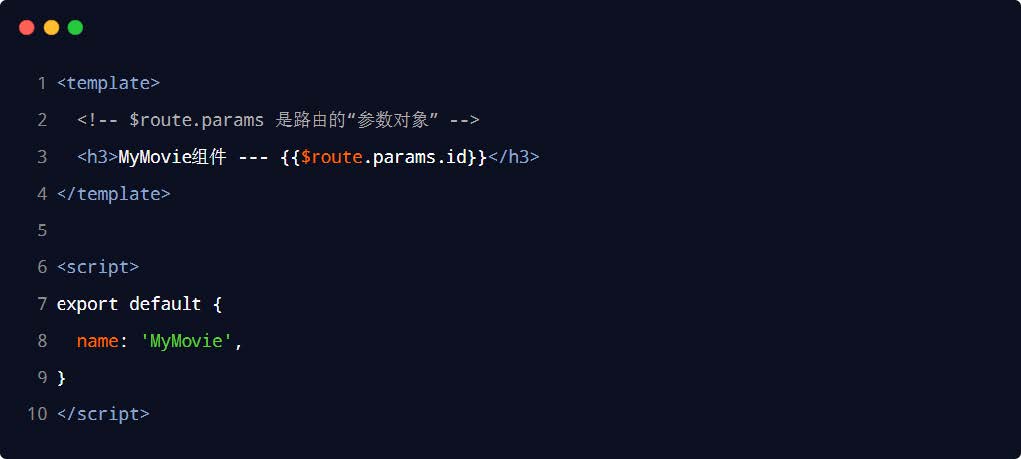 1 <template>
2   <!-- $route.params 是路由的“参数对象” -->
3   <h3>MyMovie组件 --- {{$route.params.id}}</h3>
4 </template>
5
6 <script>
7 export default {
8   name: 'MyMovie',
9 }
10 </script>